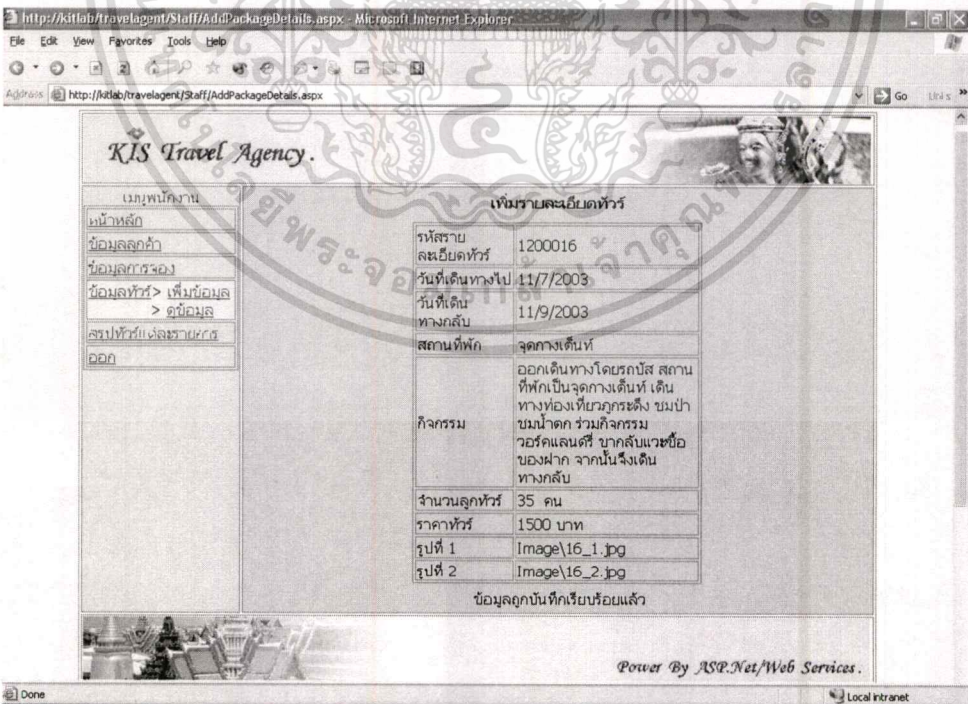 http://kitlab/travelagent/Staff/AddPackageDetails.aspx - Microsoft Internet Explorer
File Edit View Favorites Tools Help
Address http://kitlab/travelagent/Staff/AddPackageDetails.aspx Go Links
KIS Travel Agency.
เมนูพนักงาน
หน้าหลัก
ข้อมูลลูกค้า
ข้อมูลการจอง
ข้อมูลทัวร์> เพิ่มข้อมูล
> ดูข้อมูล
สรุปทัวร์แต่ละรายการ
ออก
เพิ่มรายละเอียดทัวร์
รหัสราย
ละเอียดทัวร์ 1200016
วันที่เดินทางไป 11/7/2003
วันที่เดิน
ทางกลับ 11/9/2003
สถานที่พัก จุดกางเต็นท์
กิจกรรม
ออกเดินทางโดยรถบัส สถาน
ที่พักเป็นจุดกางเต็นท์ เดิน
ทางท่องเที่ยวภูกระดึง ชมป่า
ชมน้ำตก ร่วมกิจกรรม
วอร์คแลนด์รี่ ขากลับแวะซื้อ
ของฝาก จากนั้นจึงเดิน
ทางกลับ
จำนวนลูกทัวร์ 35 คน
ราคาทัวร์ 1500 บาท
รูปที่ 1 Image\16_1.jpg
รูปที่ 2 Image\16_2.jpg
ข้อมูลถูกบันทึกเรียบร้อยแล้ว
Power By ASP.Net/Web Services.
Done Local intranet